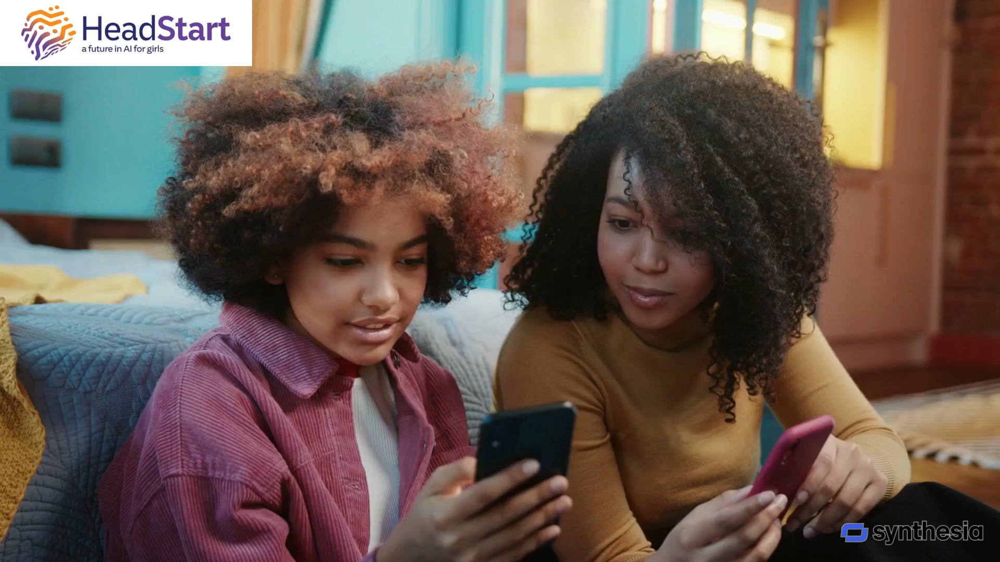 HeadStart
a future in AI for girls
synthesia